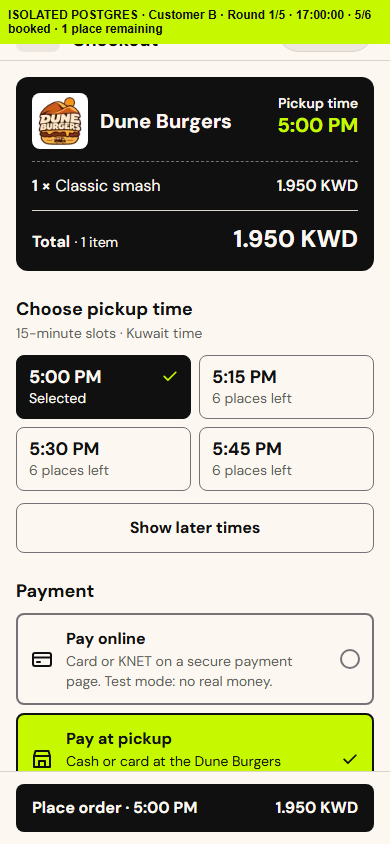 ISOLATED POSTGRES · Customer B · Round 1/5 · 17:00:00 · 5/6
booked · 1 place remaining
Checkout
DUNE
BURGERS
Dune Burgers
Pickup time
5:00 PM
1 × Classic smash
1.950 KWD
Total · 1 item
1.950 KWD
Choose pickup time
15-minute slots · Kuwait time
5:00 PM
Selected
5:15 PM
6 places left
5:30 PM
6 places left
5:45 PM
6 places left
Show later times
Payment
Pay online
Card or KNET on a secure payment
page. Test mode: no real money.
Pay at pickup
Cash or card at the Dune Burgers
Place order · 5:00 PM
1.950 KWD